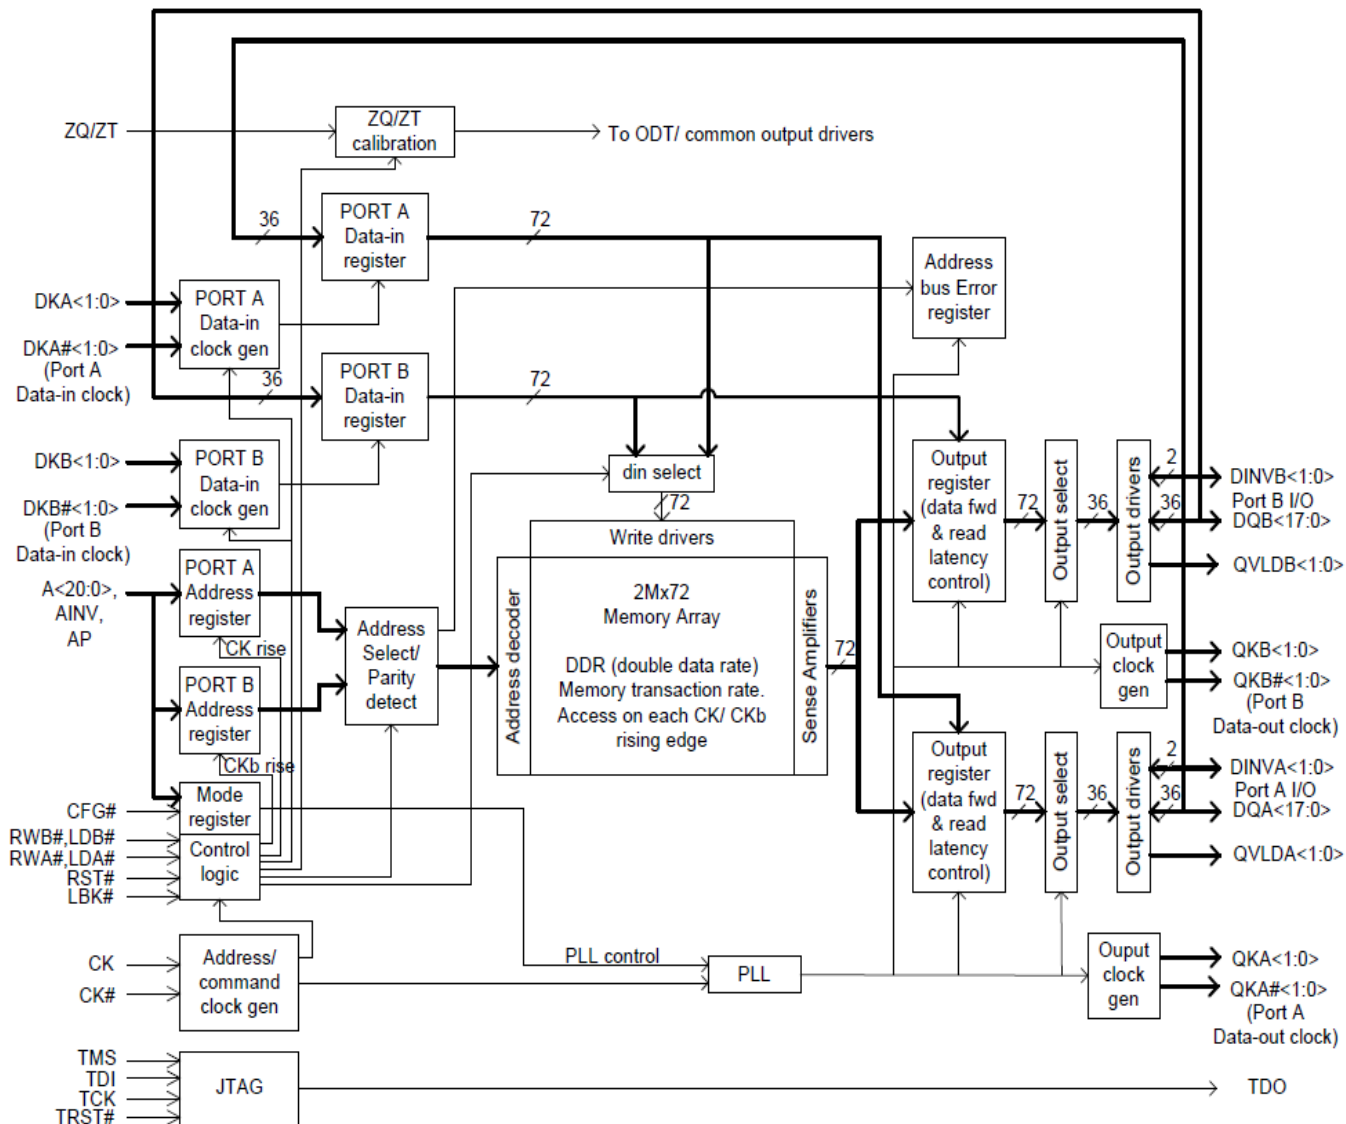 ZQ/ZT
ZQ/ZT
calibration
To ODT/ common output drivers
36
PORT A
Data-in
register
72
DKA<1:0>
DKA#<1:0>
(Port A
Data-in clock)
PORT A
Data-in
clock gen
Address
bus Error
register
36
PORT B
Data-in
register
72
DKB<1:0>
DKB#<1:0>
(Port B
Data-in clock)
PORT B
Data-in
clock gen
din select
72
Write drivers
A<20:0>,
AINV,
AP
PORT A
Address
register
CK rise
PORT B
Address
register
CKb rise
Address
Select/
Parity
detect
Address decoder
2Mx72
Memory Array
DDR (double data rate)
Memory transaction rate.
Access on each CK/ CKb
rising edge
Sense Amplifiers
72
Output
register
(data fwd
& read
latency
control)
72
Output select
36
Output drivers
2
36
DINVB<1:0>
Port B I/O
DQB<17:0>
QVLDB<1:0>
Output
clock
gen
QKB<1:0>
QKB#<1:0>
(Port B
Data-out clock)
Output
register
(data fwd
& read
latency
control)
72
Output select
36
Output drivers
2
36
DINVA<1:0>
Port A I/O
DQA<17:0>
QVLDA<1:0>
CFG#
RWB#,LDB#
RWA#,LDA#
RST#
LBK#
Mode
register
Control
logic
CK
CK#
Address/
command
clock gen
PLL control
PLL
Ouput
clock
gen
QKA<1:0>
QKA#<1:0>
(Port A
Data-out clock)
TMS
TDI
TCK
TRST#
JTAG
TDO